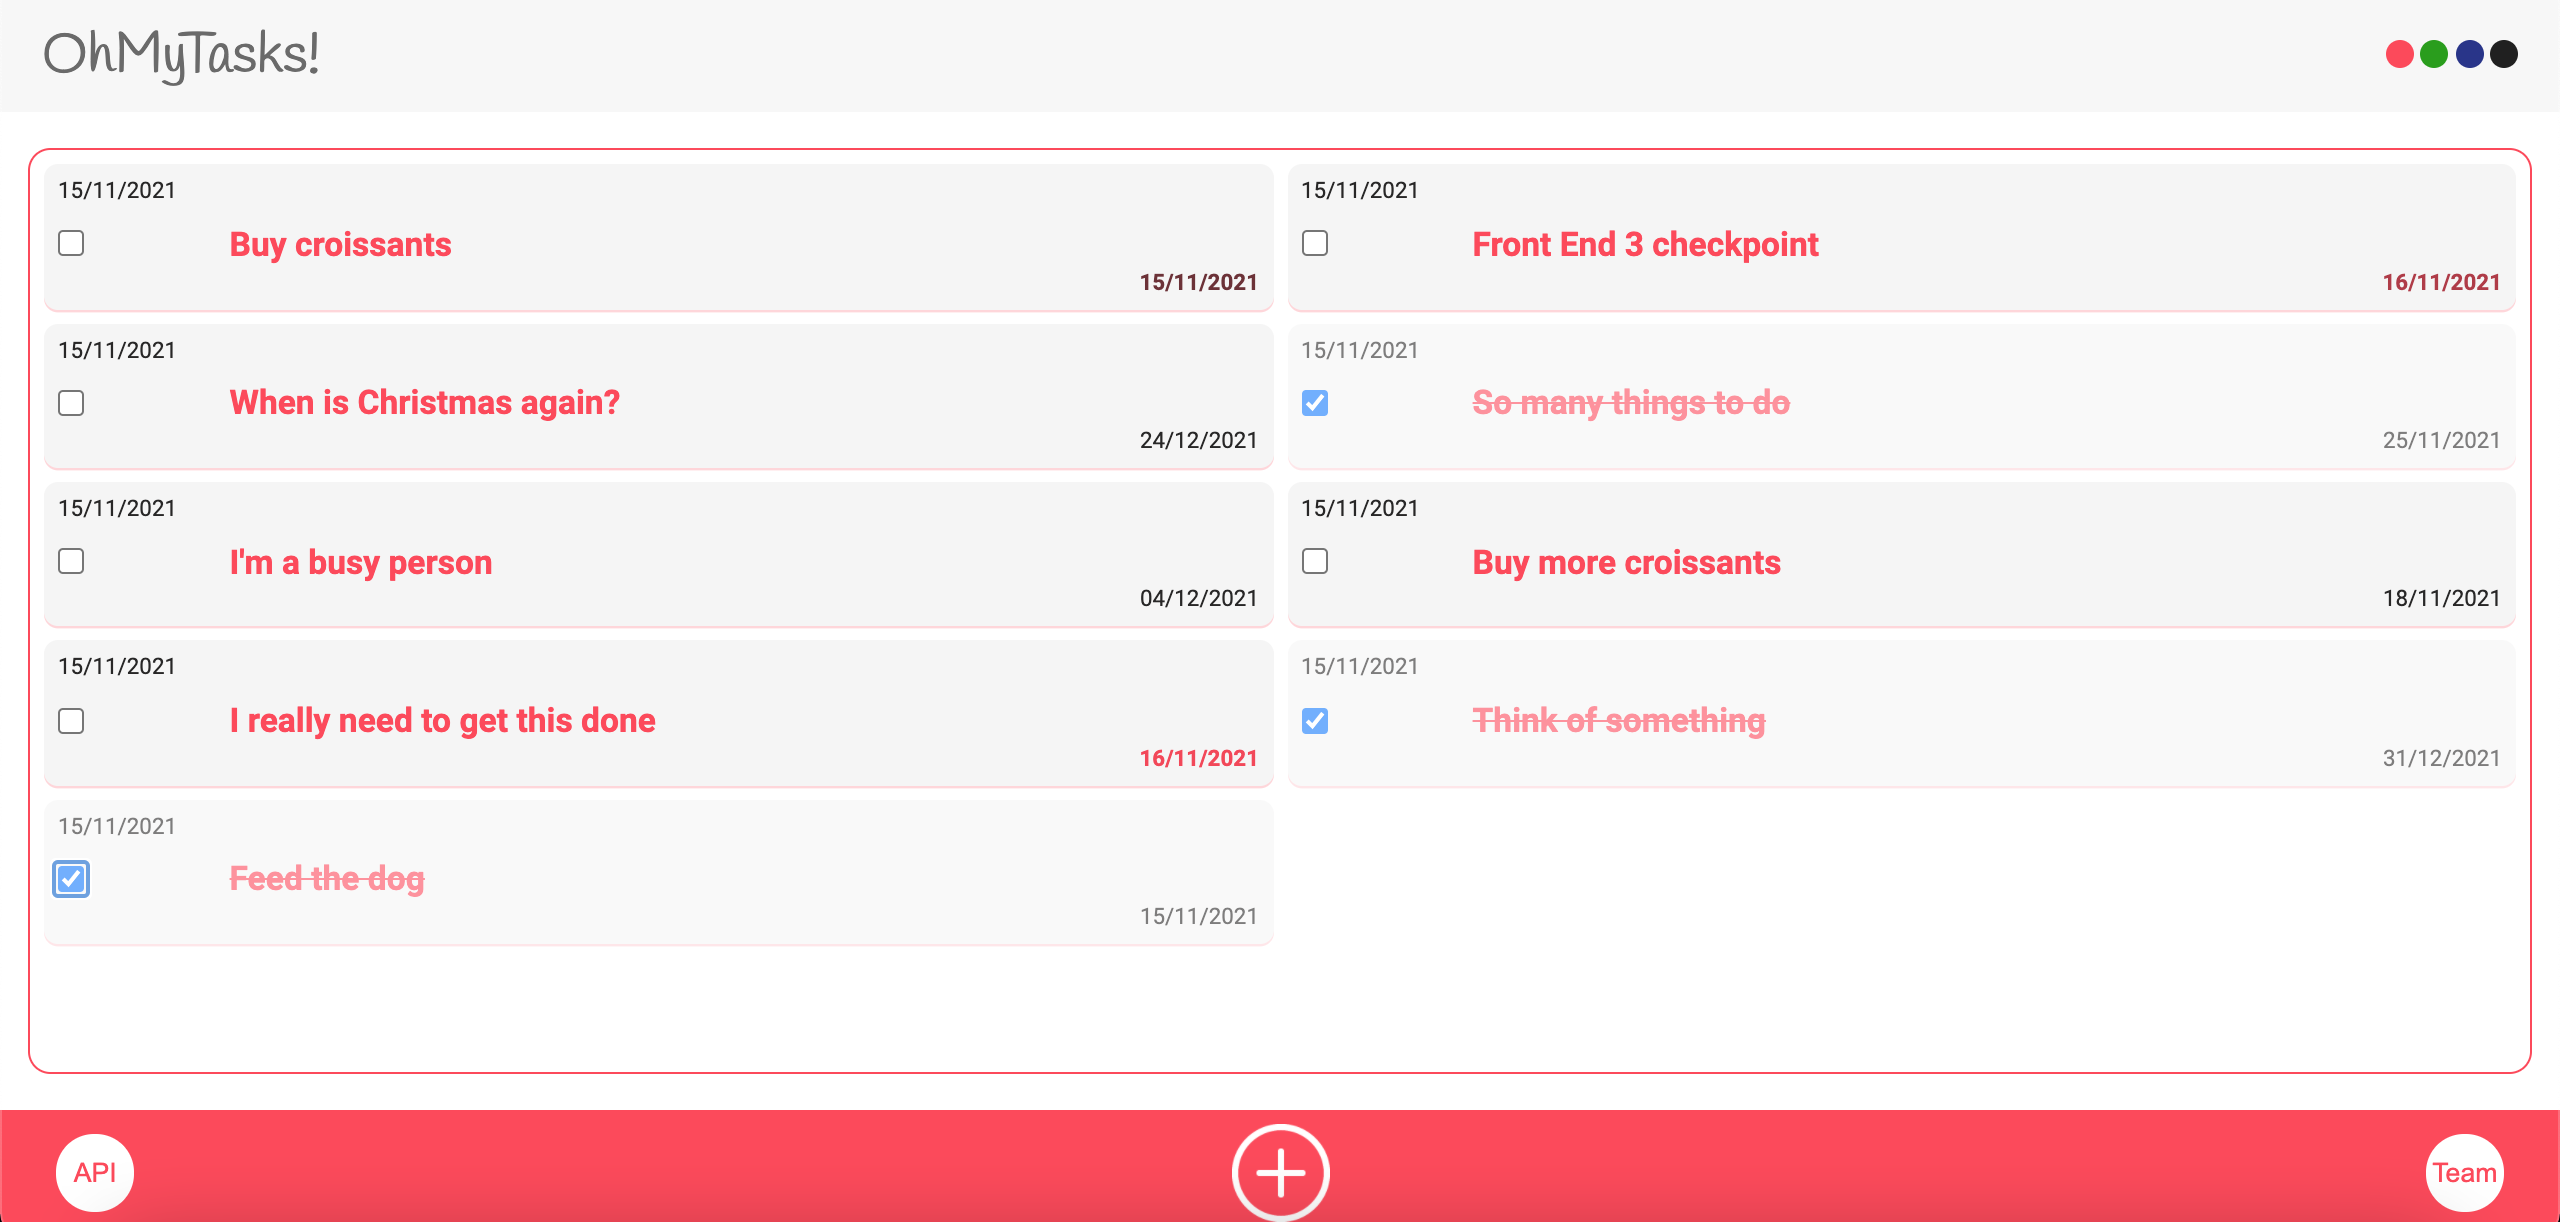 OhMyTasks!
15/11/2021
Buy croissants
15/11/2021
15/11/2021
Front End 3 checkpoint
16/11/2021
15/11/2021
When is Christmas again?
24/12/2021
15/11/2021
So many things to do
25/11/2021
15/11/2021
I'm a busy person
04/12/2021
15/11/2021
Buy more croissants
18/11/2021
15/11/2021
I really need to get this done
16/11/2021
15/11/2021
Think of something
31/12/2021
15/11/2021
Feed the dog
15/11/2021
API
Team